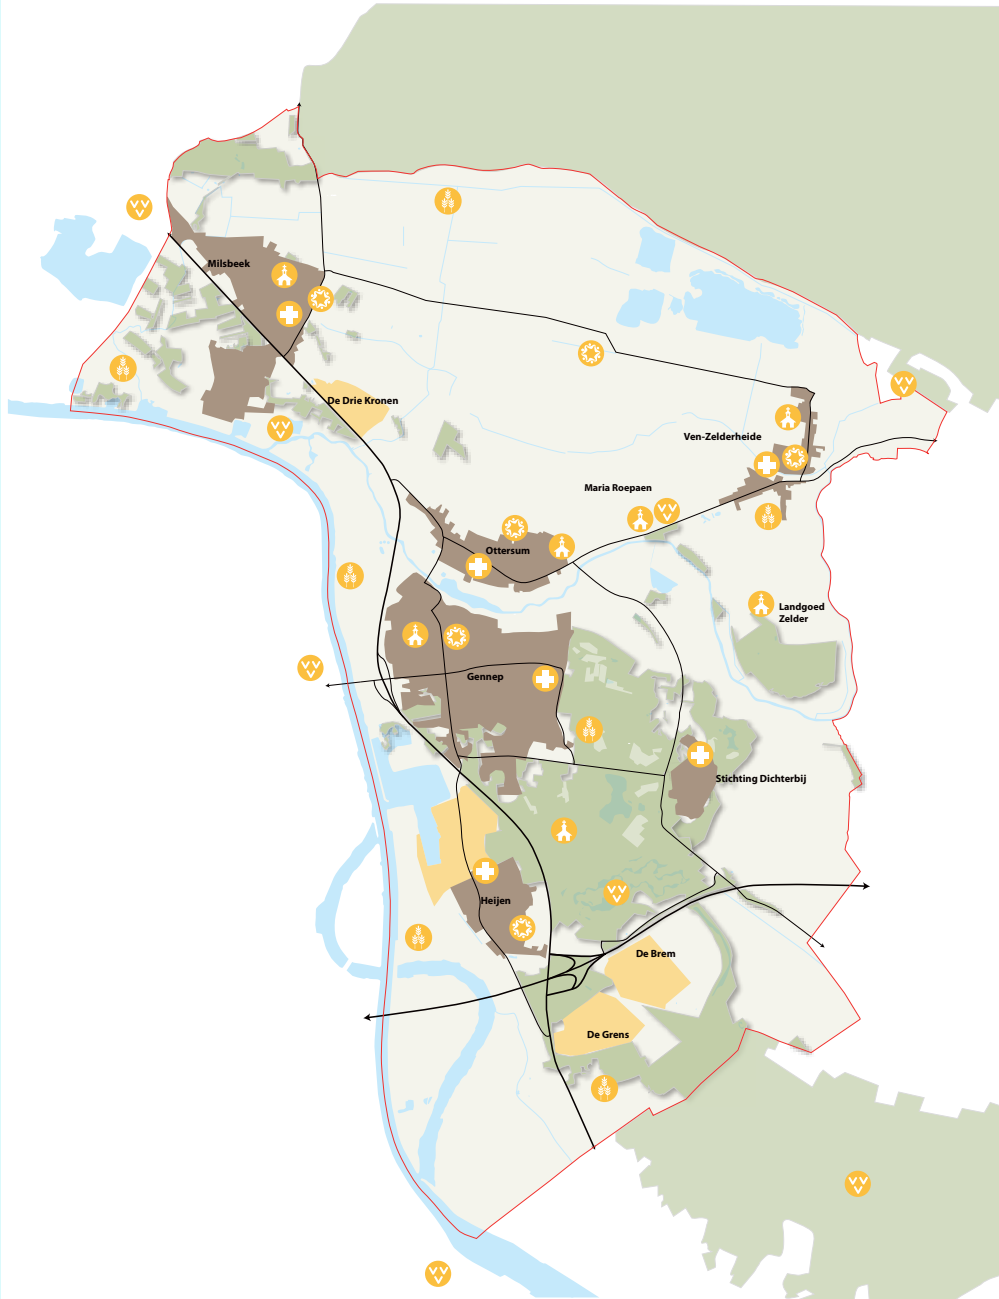 Milsbeek
De Drie Kronen
Ven-Zelderheide
Maria Roepaen
Ottersum
Landgoed
Zelder
Gennep
Stichting Dichterbij
Heijen
De Brem
De Grens